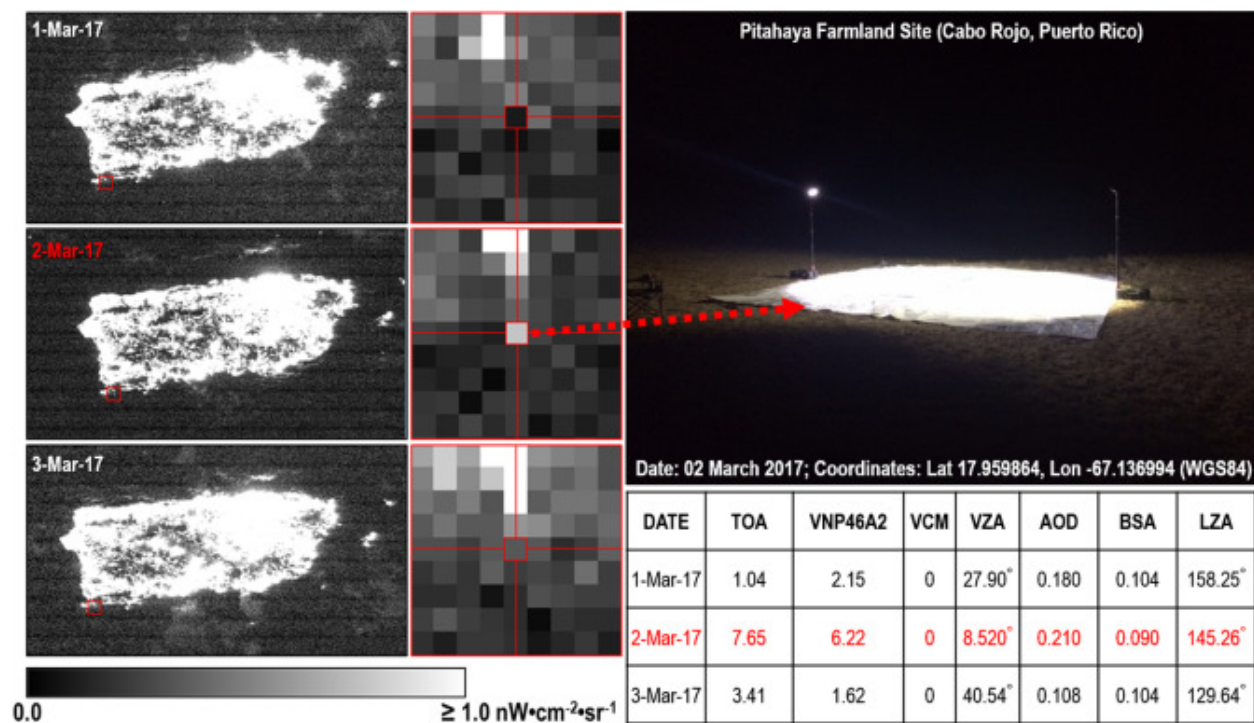 1-Mar-17
2-Mar-17
3-Mar-17
0.0
≥ 1.0 nW•cm⁻²•sr⁻¹
Pitahaya Farmland Site (Cabo Rojo, Puerto Rico)
Date: 02 March 2017; Coordinates: Lat 17.959864, Lon -67.136994 (WGS84)
DATE TOA VNP46A2 VCM VZA AOD BSA LZA
1-Mar-17 1.04 2.15 0 27.90° 0.180 0.104 158.25°
2-Mar-17 7.65 6.22 0 8.520° 0.210 0.090 145.26°
3-Mar-17 3.41 1.62 0 40.54° 0.108 0.104 129.64°